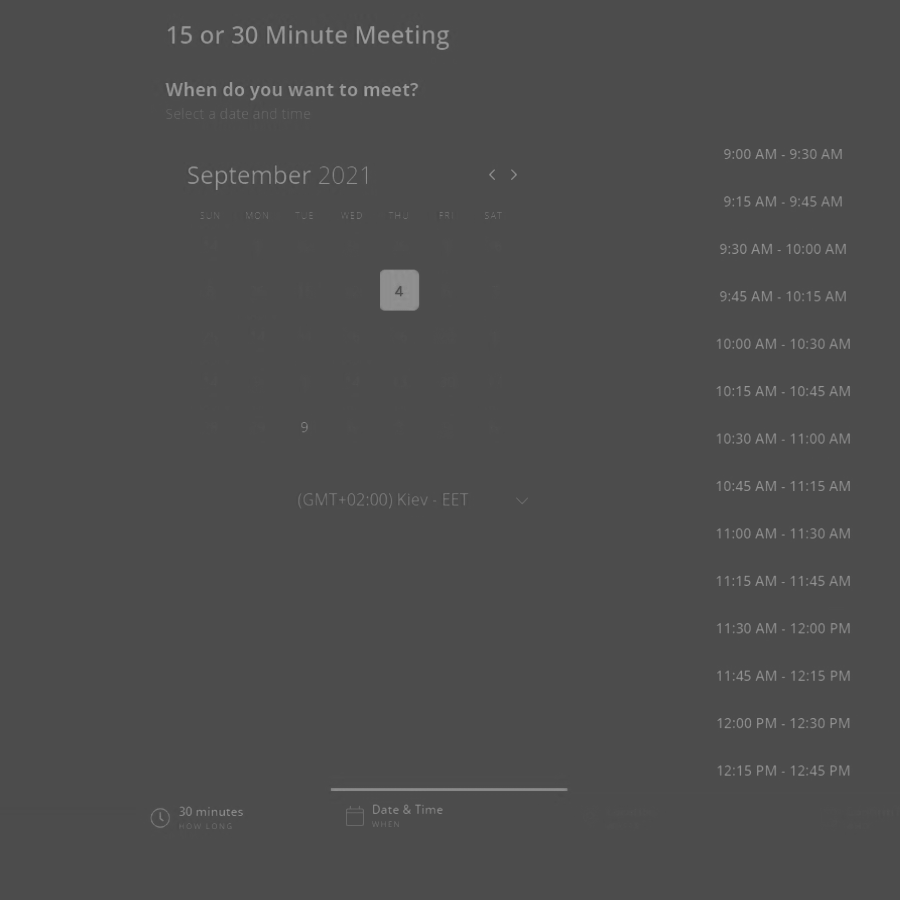 15 or 30 Minute Meeting
When do you want to meet?
Select a date and time
September 2021
SUN MON TUE WED THU FRI SAT
4
9
(GMT+02:00) Kiev - EET
9:00 AM - 9:30 AM
9:15 AM - 9:45 AM
9:30 AM - 10:00 AM
9:45 AM - 10:15 AM
10:00 AM - 10:30 AM
10:15 AM - 10:45 AM
10:30 AM - 11:00 AM
10:45 AM - 11:15 AM
11:00 AM - 11:30 AM
11:15 AM - 11:45 AM
11:30 AM - 12:00 PM
11:45 AM - 12:15 PM
12:00 PM - 12:30 PM
12:15 PM - 12:45 PM
30 minutes
HOW LONG
Date & Time
WHEN